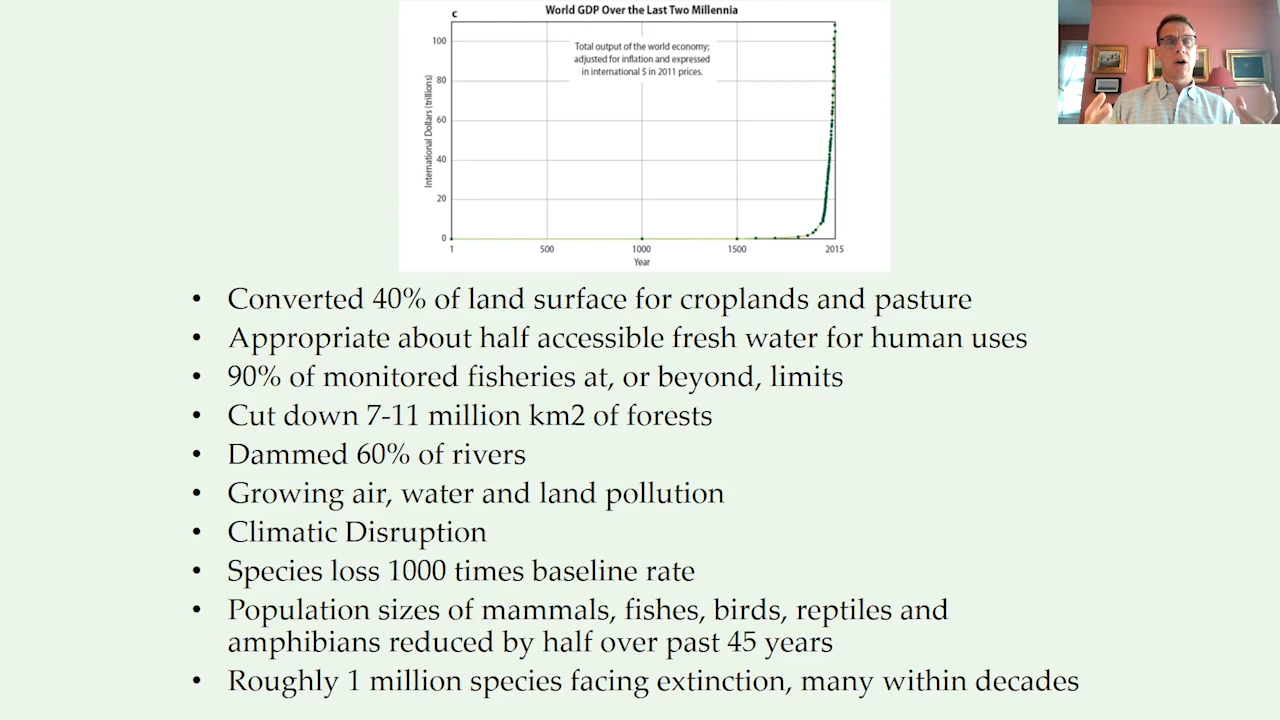 c
World GDP Over the Last Two Millennia
Total output of the world economy;
adjusted for inflation and expressed
in international $ in 2011 prices.
International Dollars (trillions)
100
80
60
40
20
0
1
500
1000
1500
2015
Year
• Converted 40% of land surface for croplands and pasture
• Appropriate about half accessible fresh water for human uses
• 90% of monitored fisheries at, or beyond, limits
• Cut down 7-11 million km2 of forests
• Dammed 60% of rivers
• Growing air, water and land pollution
• Climatic Disruption
• Species loss 1000 times baseline rate
• Population sizes of mammals, fishes, birds, reptiles and
amphibians reduced by half over past 45 years
• Roughly 1 million species facing extinction, many within decades